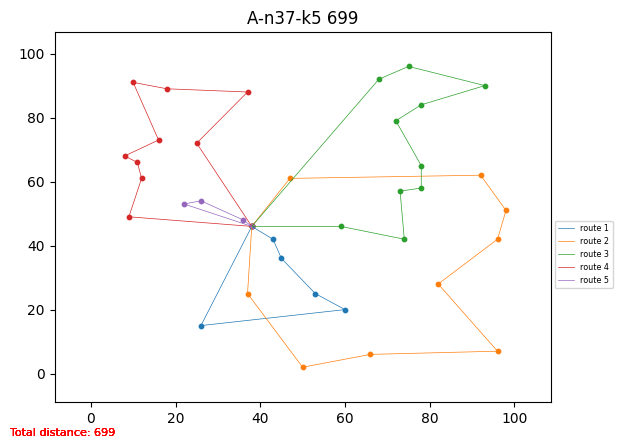 A-n37-k5 699
100
80
60
40
20
0
0 20 40 60 80 100
route 1
route 2
route 3
route 4
route 5
Total distance: 699